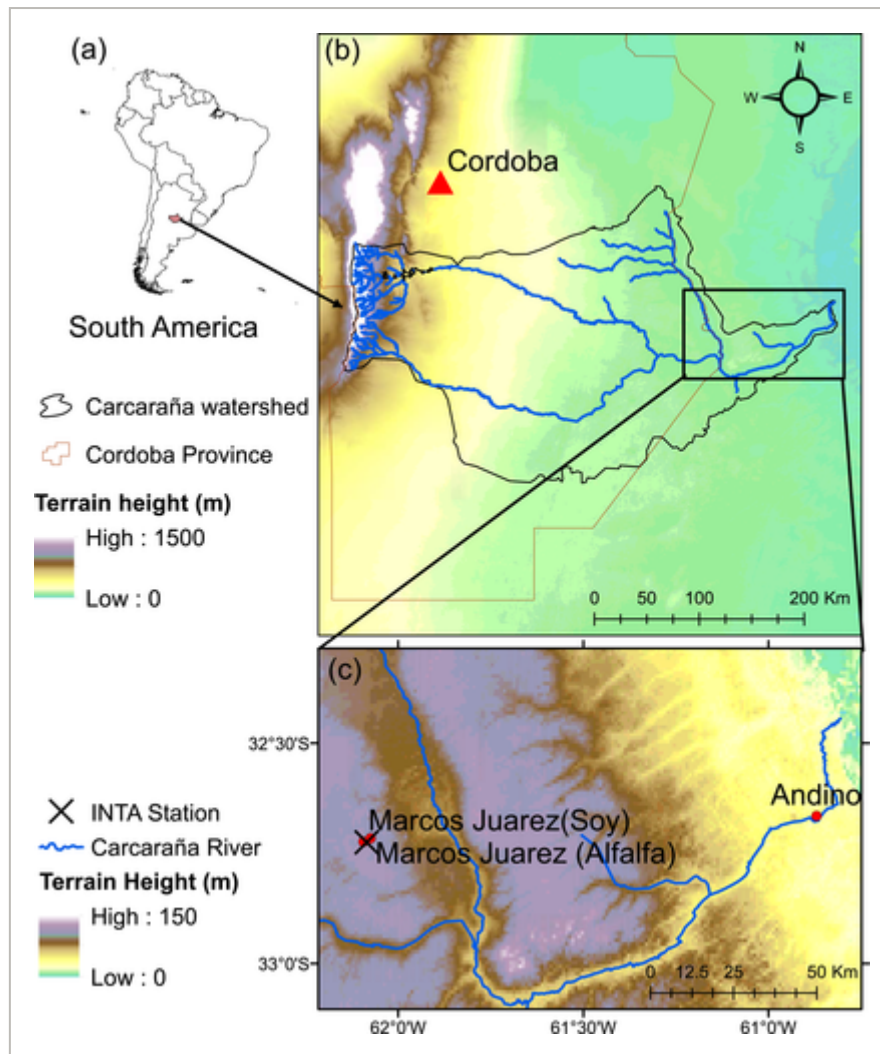 (a)
South America
Carcaraña watershed
Cordoba Province
Terrain height (m)
High : 1500
Low : 0
(b)
N
W E
S
Cordoba
0 50 100 200 Km
INTA Station
Carcaraña River
Terrain Height (m)
High : 150
Low : 0
(c)
32°30'S
33°0'S
Andino
Marcos Juarez(Soy)
Marcos Juarez (Alfalfa)
0 12.5 25 50 Km
62°0'W 61°30'W 61°0'W